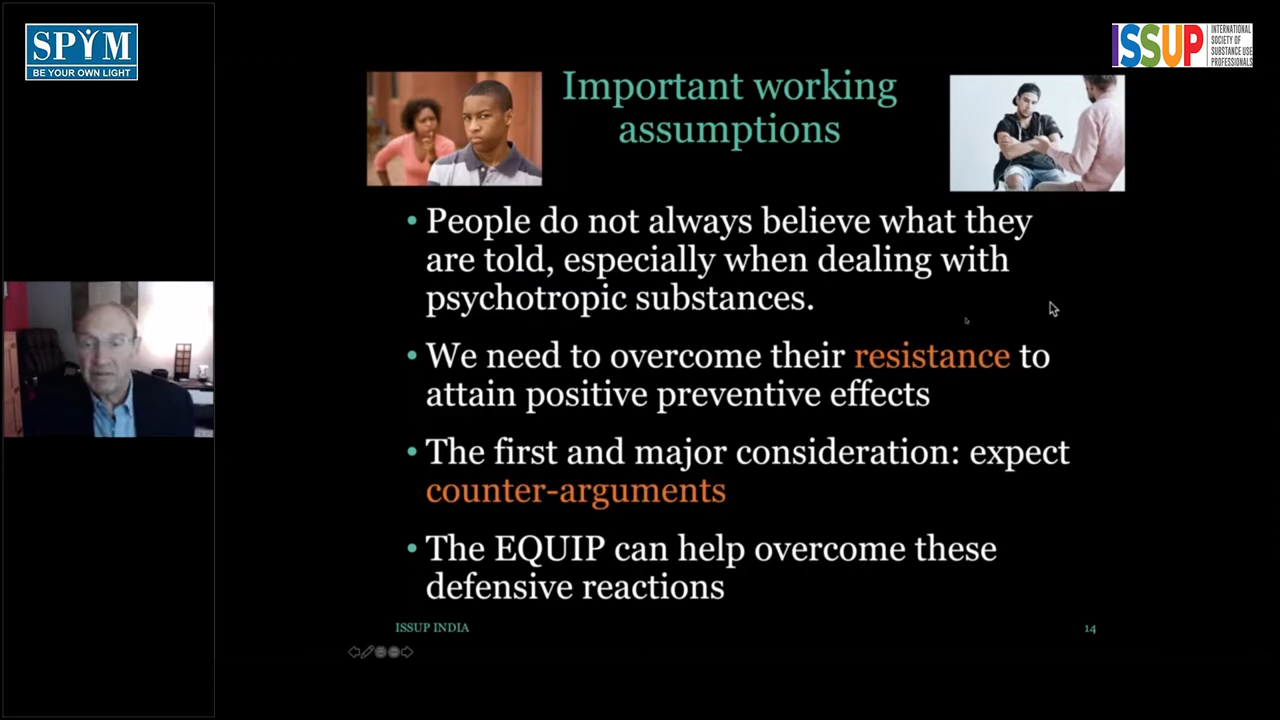 SPYM
BE YOUR OWN LIGHT
ISSUP
INTERNATIONAL
SOCIETY OF
SUBSTANCE USE
PROFESSIONALS
Important working
assumptions
• People do not always believe what they
are told, especially when dealing with
psychotropic substances.
• We need to overcome their resistance to
attain positive preventive effects
• The first and major consideration: expect
counter-arguments
• The EQUIP can help overcome these
defensive reactions
ISSUP INDIA
14